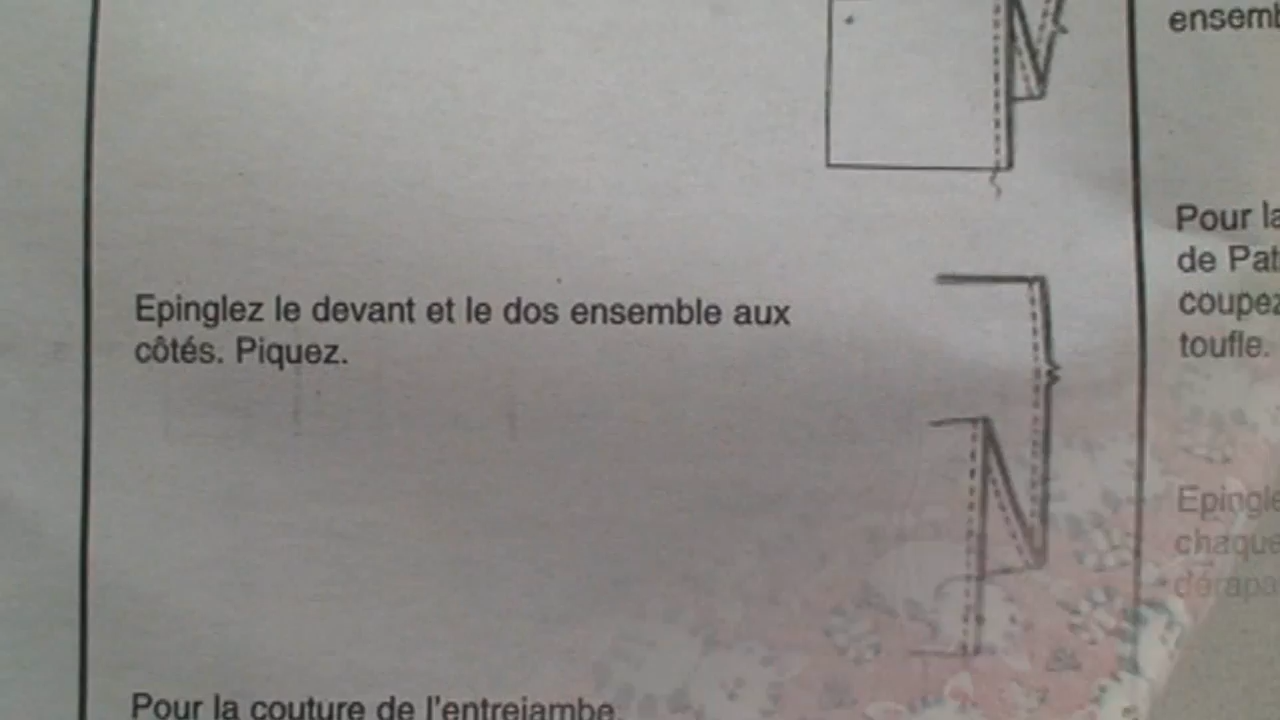 Epinglez le devant et le dos ensemble aux
côtés. Piquez.
Pour la couture de l'entrejambe,
Pour la
de Pat
coupez
toufle.
Epingle
chaque